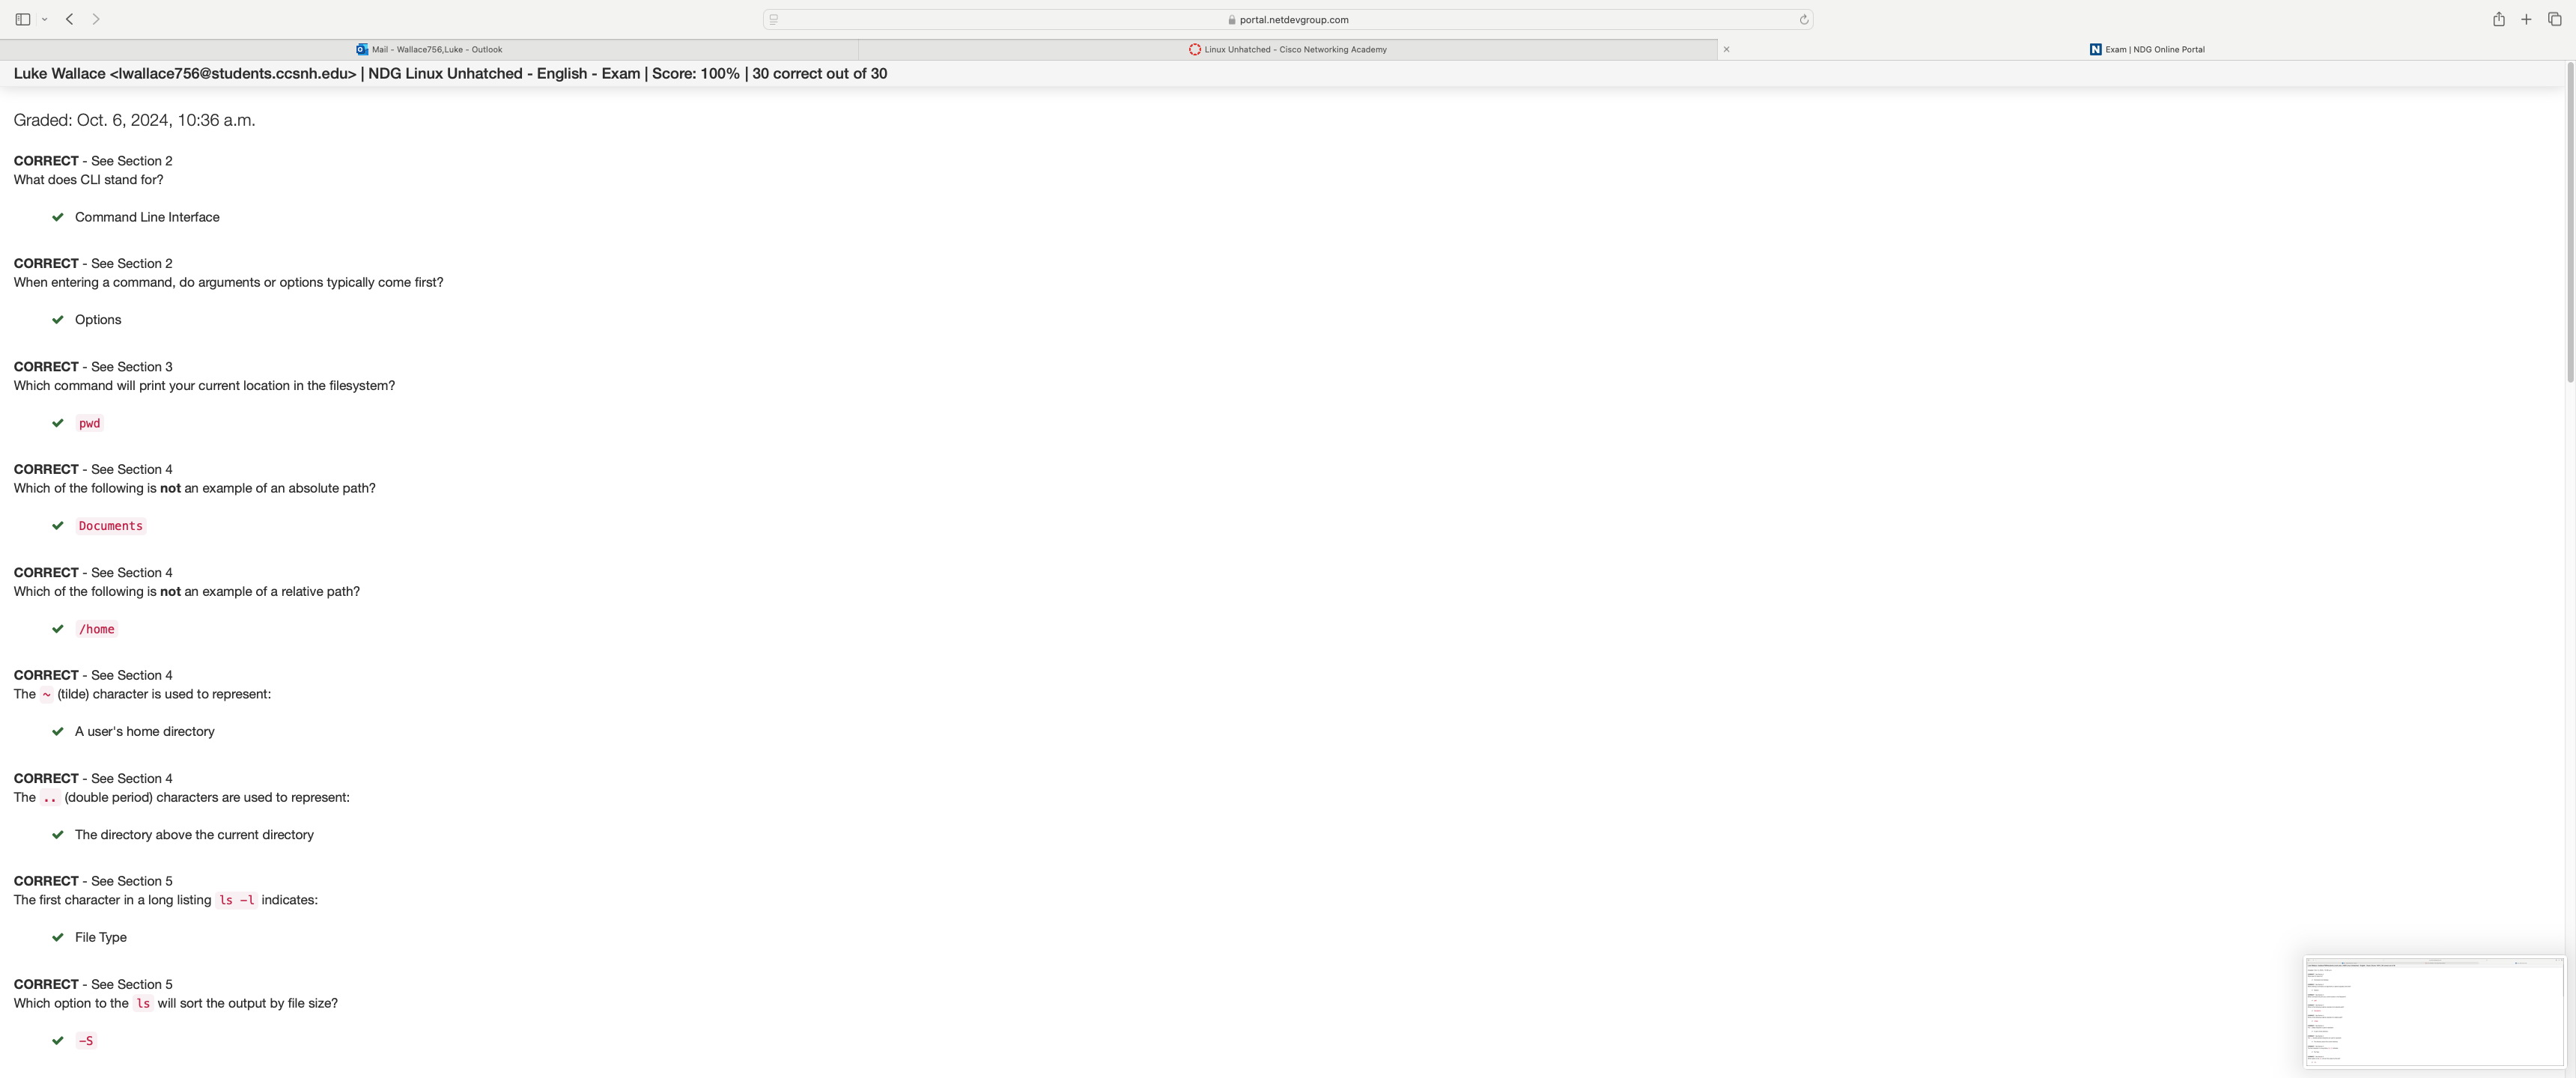 portal.netdevgroup.com
Mail - Wallace756,Luke - Outlook
Linux Unhatched - Cisco Networking Academy
Exam | NDG Online Portal
Luke Wallace <lwallace756@students.ccsnh.edu> | NDG Linux Unhatched - English - Exam | Score: 100% | 30 correct out of 30
Graded: Oct. 6, 2024, 10:36 a.m.
CORRECT - See Section 2
What does CLI stand for?
Command Line Interface
CORRECT - See Section 2
When entering a command, do arguments or options typically come first?
Options
CORRECT - See Section 3
Which command will print your current location in the filesystem?
pwd
CORRECT - See Section 4
Which of the following is not an example of an absolute path?
Documents
CORRECT - See Section 4
Which of the following is not an example of a relative path?
/home
CORRECT - See Section 4
The ~ (tilde) character is used to represent:
A user's home directory
CORRECT - See Section 4
The .. (double period) characters are used to represent:
The directory above the current directory
CORRECT - See Section 5
The first character in a long listing ls -l indicates:
File Type
CORRECT - See Section 5
Which option to the ls will sort the output by file size?
-S